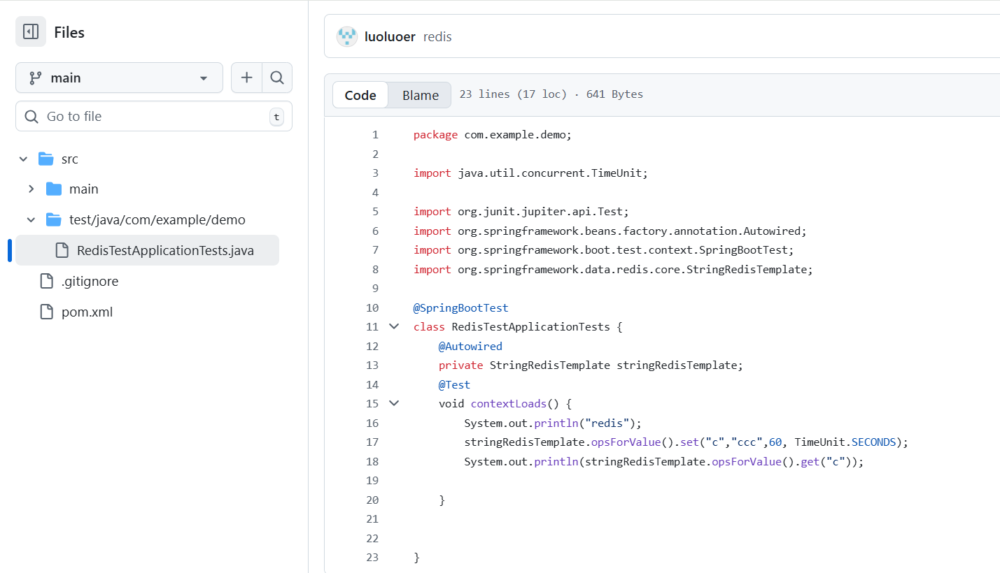 Files
main
Go to file
t
src
main
test/java/com/example/demo
RedisTestApplicationTests.java
.gitignore
pom.xml
luoluoer redis
Code Blame 23 lines (17 loc) · 641 Bytes
1 package com.example.demo;
2
3 import java.util.concurrent.TimeUnit;
4
5 import org.junit.jupiter.api.Test;
6 import org.springframework.beans.factory.annotation.Autowired;
7 import org.springframework.boot.test.context.SpringBootTest;
8 import org.springframework.data.redis.core.StringRedisTemplate;
9
10 @SpringBootTest
11 class RedisTestApplicationTests {
12     @Autowired
13     private StringRedisTemplate stringRedisTemplate;
14     @Test
15     void contextLoads() {
16         System.out.println("redis");
17         stringRedisTemplate.opsForValue().set("c","ccc",60, TimeUnit.SECONDS);
18         System.out.println(stringRedisTemplate.opsForValue().get("c"));
19
20     }
21
22
23 }